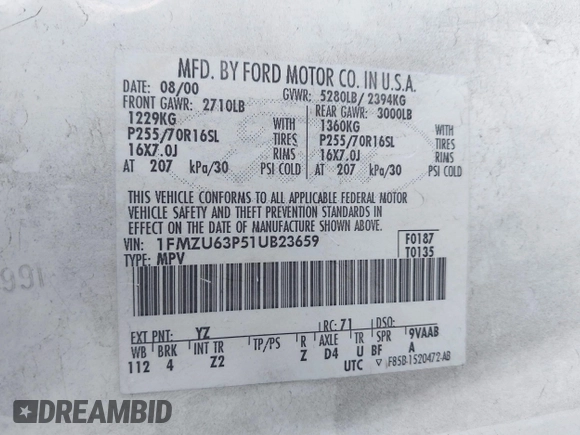 MFD. BY FORD MOTOR CO. IN U.S.A.
DATE: 08/00 GVWR: 5280LB/ 2394KG
FRONT GAWR: 2710LB REAR GAWR: 3000LB
1229KG WITH 1360KG WITH
P255/70R16SL TIRES P255/70R16SL TIRES
16X7.0J RIMS 16X7.0J RIMS
AT 207 kPa/30 PSI COLD AT 207 kPa/30 PSI COLD
THIS VEHICLE CONFORMS TO ALL APPLICABLE FEDERAL MOTOR
VEHICLE SAFETY AND THEFT PREVENTION STANDARDS IN
EFFECT ON THE DATE OF MANUFACTURE SHOWN ABOVE.
VIN: 1FMZU63P51UB23659 F0187
TYPE: MPV T0135
EXT PNT: YZ RC: 71 DSO:
WB BRK INT TR TP/PS R AXLE TR SPR 9VAAB
112 4 Z2 Z D4 U BF A
UTC ▽ F85B-1520472-AB
991
DREAMBID